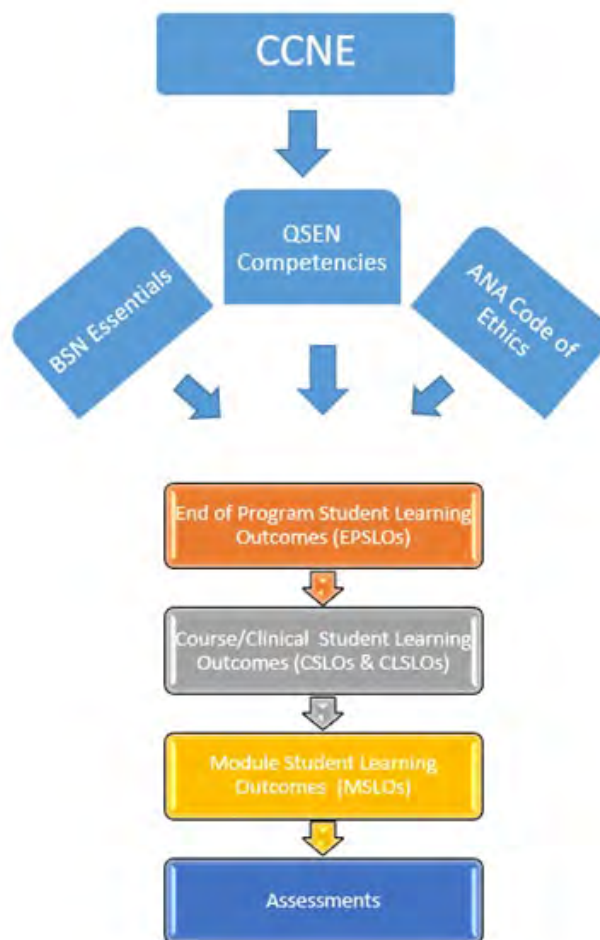 CCNE
QSEN
Competencies
BSN Essentials
ANA Code of
Ethics
End of Program Student Learning
Outcomes (EPSLOs)
Course/Clinical Student Learning
Outcomes (CSLOs & CLSLOs)
Module Student Learning
Outcomes (MSLOs)
Assessments